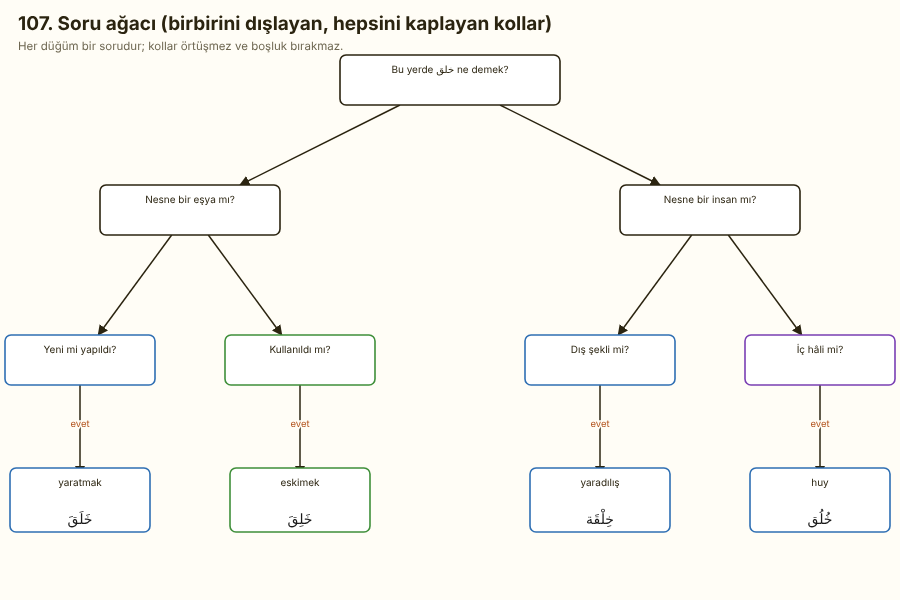 107. Soru ağacı (birbirini dışlayan, hepsini kaplayan kollar)
Her düğüm bir sorudur; kollar örtüşmez ve boşluk bırakmaz.
Bu yerde خلق ne demek?
Nesne bir eşya mı?
Nesne bir insan mı?
Yeni mi yapıldı?
Kullanıldı mı?
Dış şekli mi?
İç hâli mi?
evet
evet
evet
evet
yaratmak
خَلَقَ
eskimek
خَلِقَ
yaradılış
خِلْقَة
huy
خُلُق